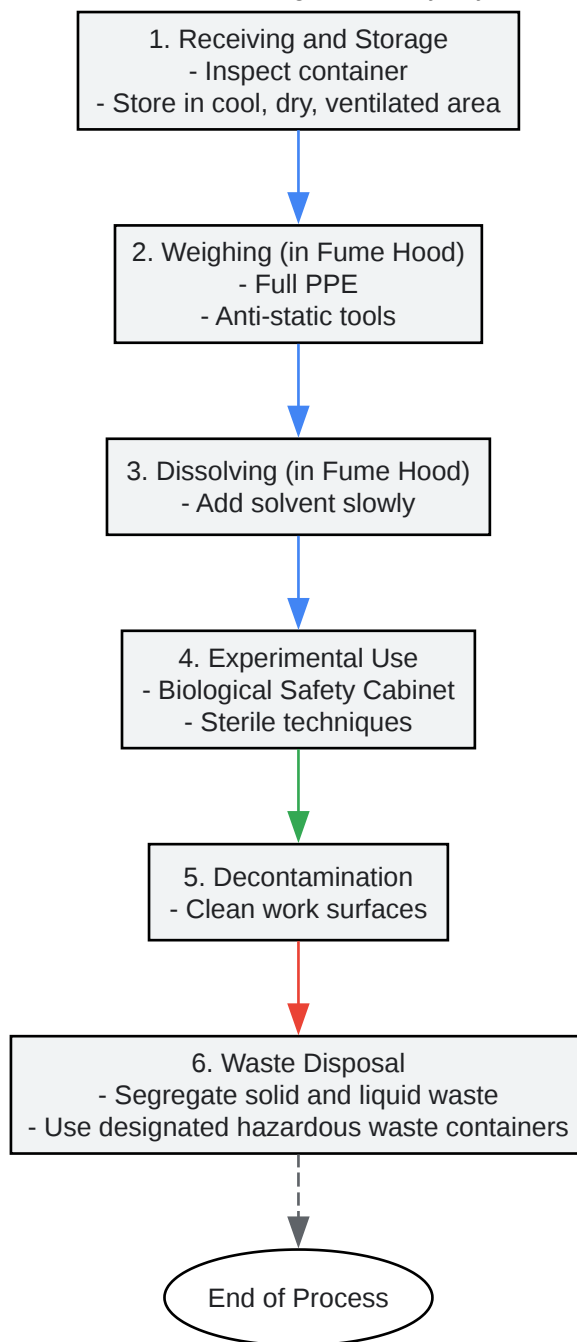 1. Receiving and Storage
- Inspect container
- Store in cool, dry, ventilated area
2. Weighing (in Fume Hood)
- Full PPE
- Anti-static tools
3. Dissolving (in Fume Hood)
- Add solvent slowly
4. Experimental Use
- Biological Safety Cabinet
- Sterile techniques
5. Decontamination
- Clean work surfaces
6. Waste Disposal
- Segregate solid and liquid waste
- Use designated hazardous waste containers
End of Process